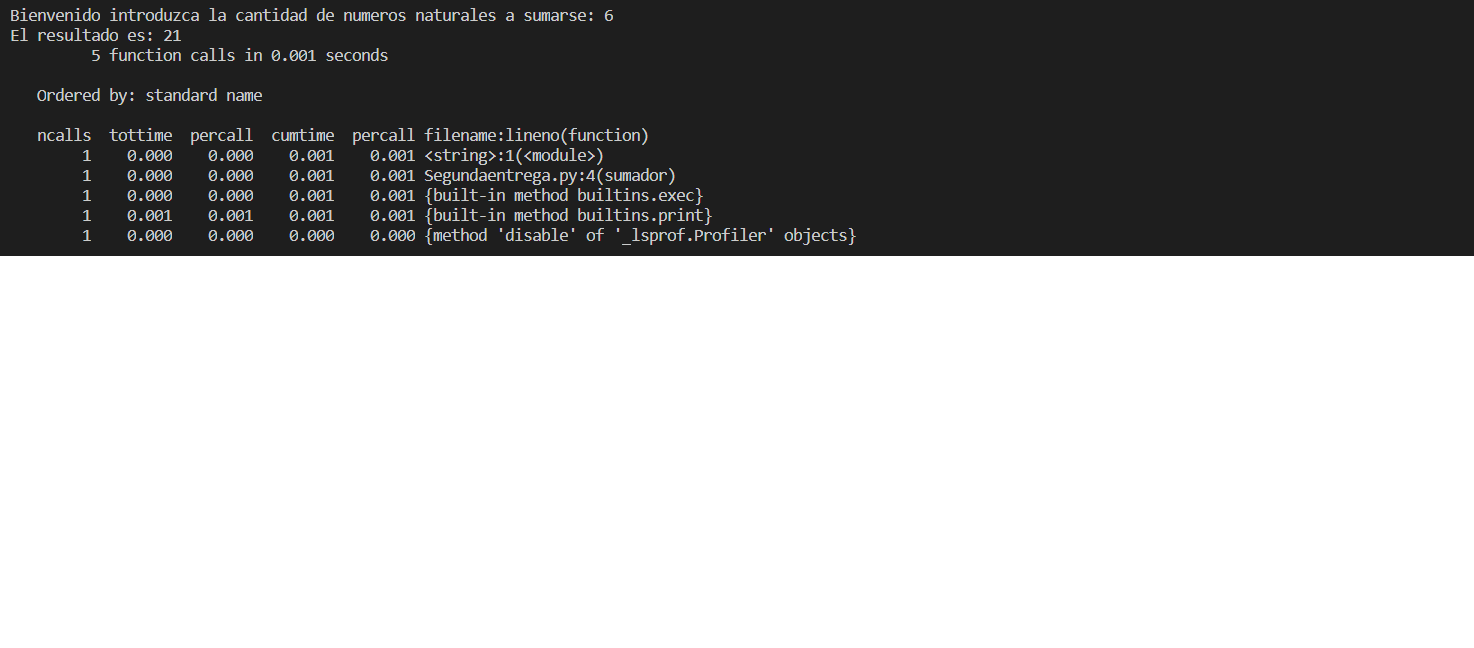 Bienvenido introduzca la cantidad de numeros naturales a sumarse: 6
El resultado es: 21
         5 function calls in 0.001 seconds

   Ordered by: standard name

   ncalls  tottime  percall  cumtime  percall filename:lineno(function)
        1    0.000    0.000    0.001    0.001 <string>:1(<module>)
        1    0.000    0.000    0.001    0.001 Segundaentrega.py:4(sumador)
        1    0.000    0.000    0.001    0.001 {built-in method builtins.exec}
        1    0.001    0.001    0.001    0.001 {built-in method builtins.print}
        1    0.000    0.000    0.000    0.000 {method 'disable' of '_lsprof.Profiler' objects}